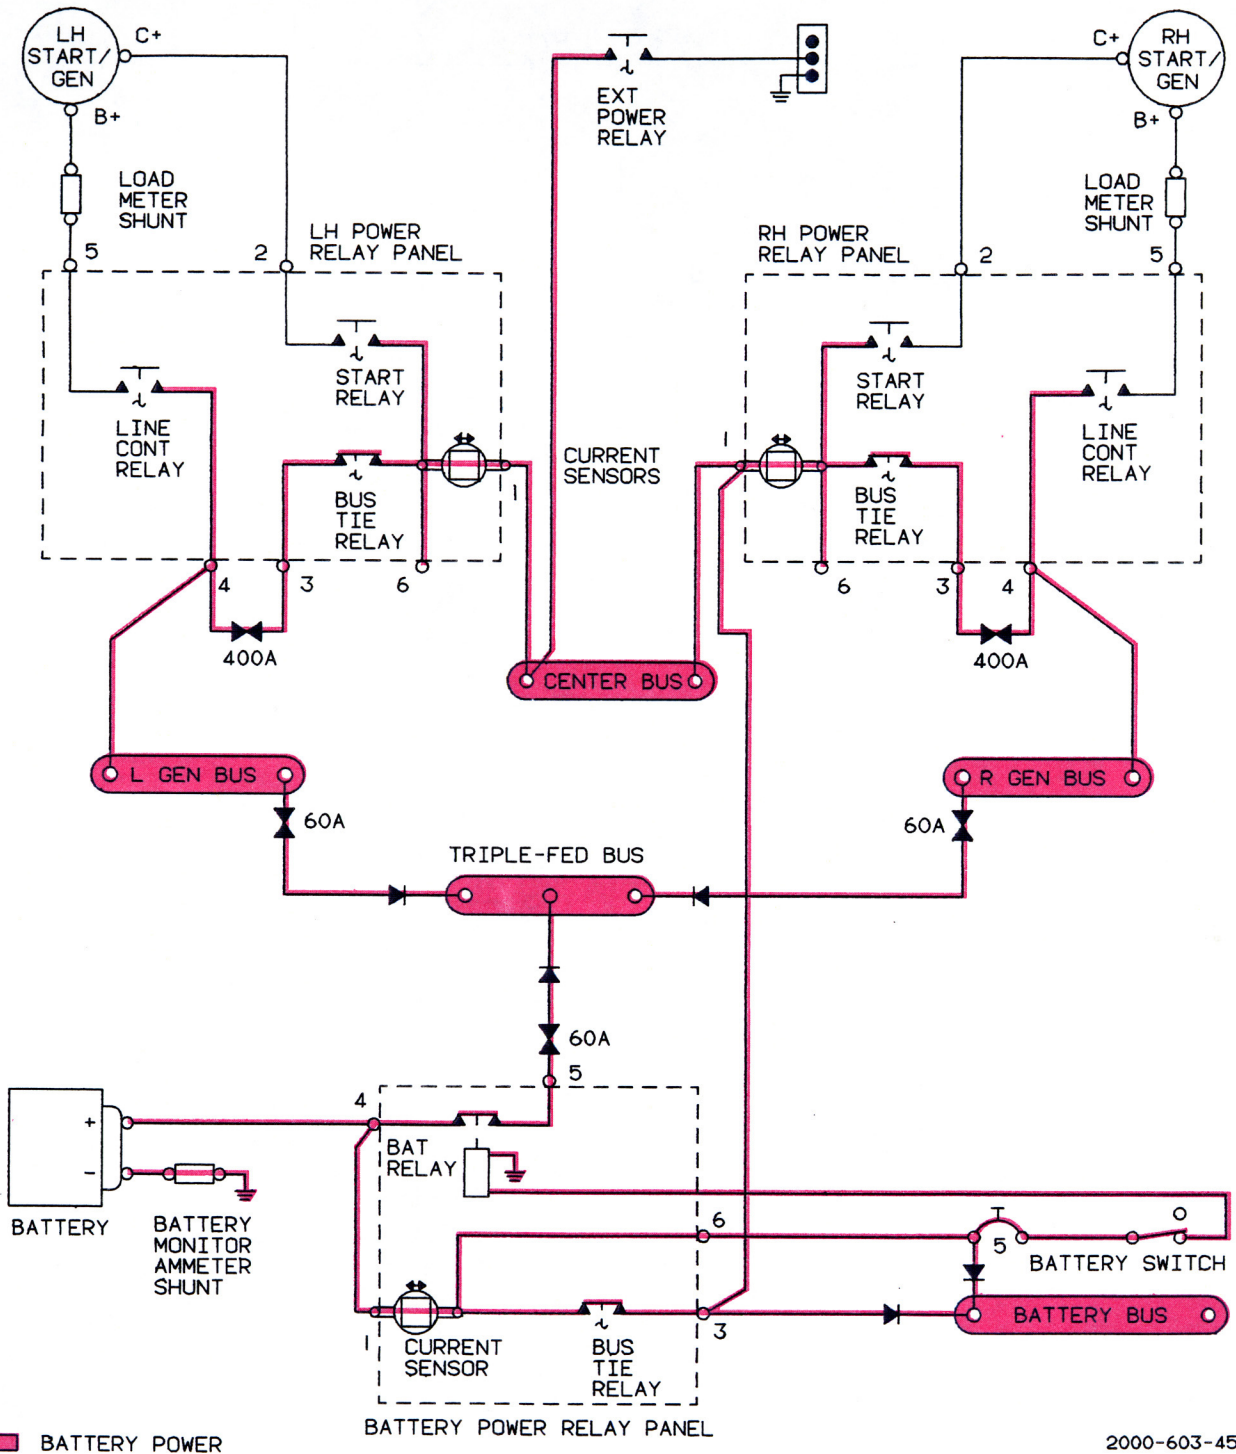 LH
START/
GEN
C+
B+
LOAD
METER
SHUNT
5
2
LH POWER
RELAY PANEL
EXT
POWER
RELAY
C+
RH
START/
GEN
B+
LOAD
METER
SHUNT
RH POWER
RELAY PANEL
2
5
START
RELAY
LINE
CONT
RELAY
BUS
TIE
RELAY
1
CURRENT
SENSORS
1
START
RELAY
LINE
CONT
RELAY
BUS
TIE
RELAY
4
3
6
400A
6
3
4
400A
CENTER BUS
L GEN BUS
R GEN BUS
60A
60A
TRIPLE-FED BUS
60A
5
4
+
-
BATTERY
BATTERY
MONITOR
AMMETER
SHUNT
BAT
RELAY
6
5
BATTERY SWITCH
BATTERY BUS
1
CURRENT
SENSOR
BUS
TIE
RELAY
3
BATTERY POWER RELAY PANEL
BATTERY POWER
2000-603-45